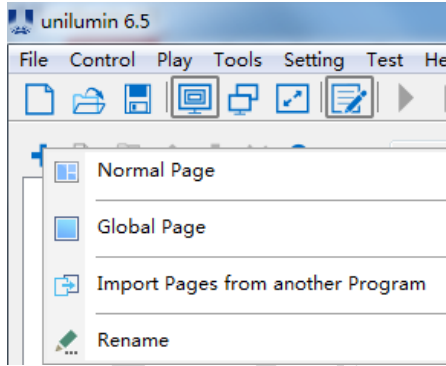 unilumin 6.5
File Control Play Tools Setting Test
Normal Page
Global Page
Import Pages from another Program
Rename